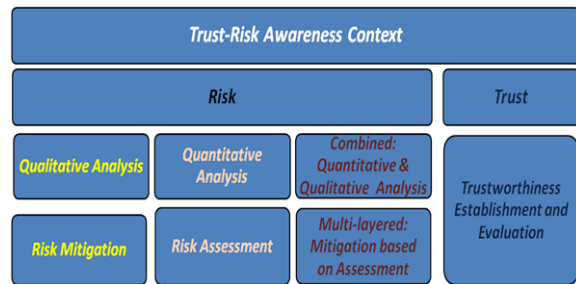 Trust-Risk Awareness Context
Risk
Trust
Qualitative Analysis
Quantitative
Analysis
Combined:
Quantitative &
Qualitative Analysis
Trustworthiness
Establishment and
Evaluation
Risk Mitigation
Risk Assessment
Multi-layered:
Mitigation based
on Assessment